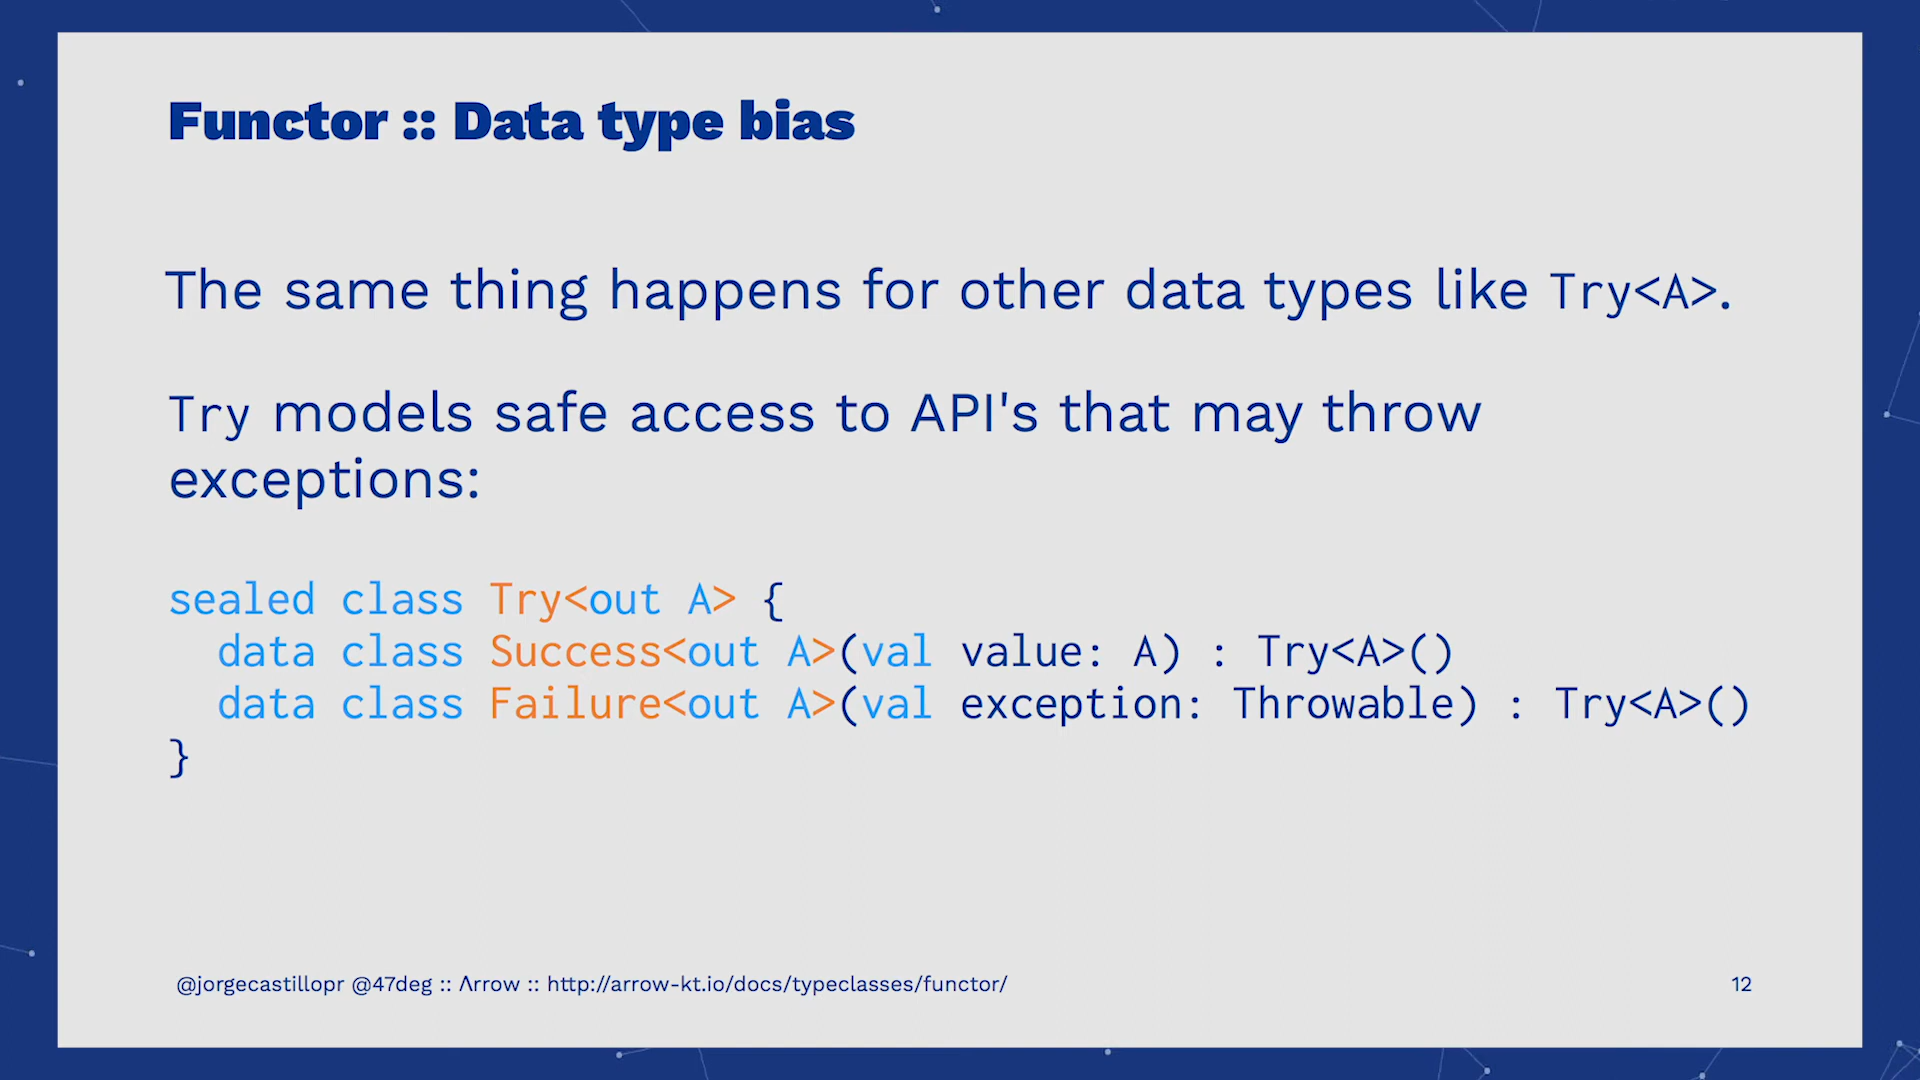 Functor :: Data type bias
The same thing happens for other data types like Try<A>.
Try models safe access to API's that may throw
exceptions:
sealed class Try<out A> {
  data class Success<out A>(val value: A) : Try<A>()
  data class Failure<out A>(val exception: Throwable) : Try<A>()
}
@jorgecastillopr @47deg :: Λrrow :: http://arrow-kt.io/docs/typeclasses/functor/
12